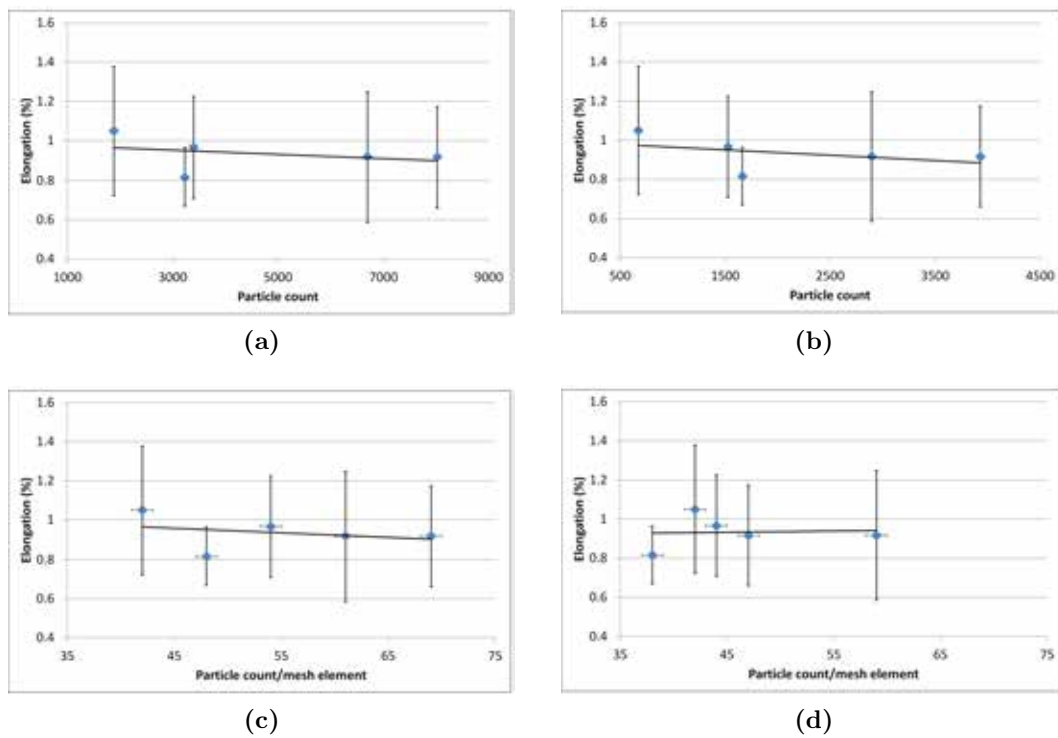 1.6
1.4
1.2
1
0.8
0.6
0.4
Elongation (%)
1000 3000 5000 7000 9000
Particle count
(a)
1.6
1.4
1.2
1
0.8
0.6
0.4
Elongation (%)
500 1500 2500 3500 4500
Particle count
(b)
1.6
1.4
1.2
1
0.8
0.6
0.4
Elongation (%)
35 45 55 65 75
Particle count/mesh element
(c)
1.6
1.4
1.2
1
0.8
0.6
0.4
Elongation (%)
35 45 55 65 75
Particle count/mesh element
(d)